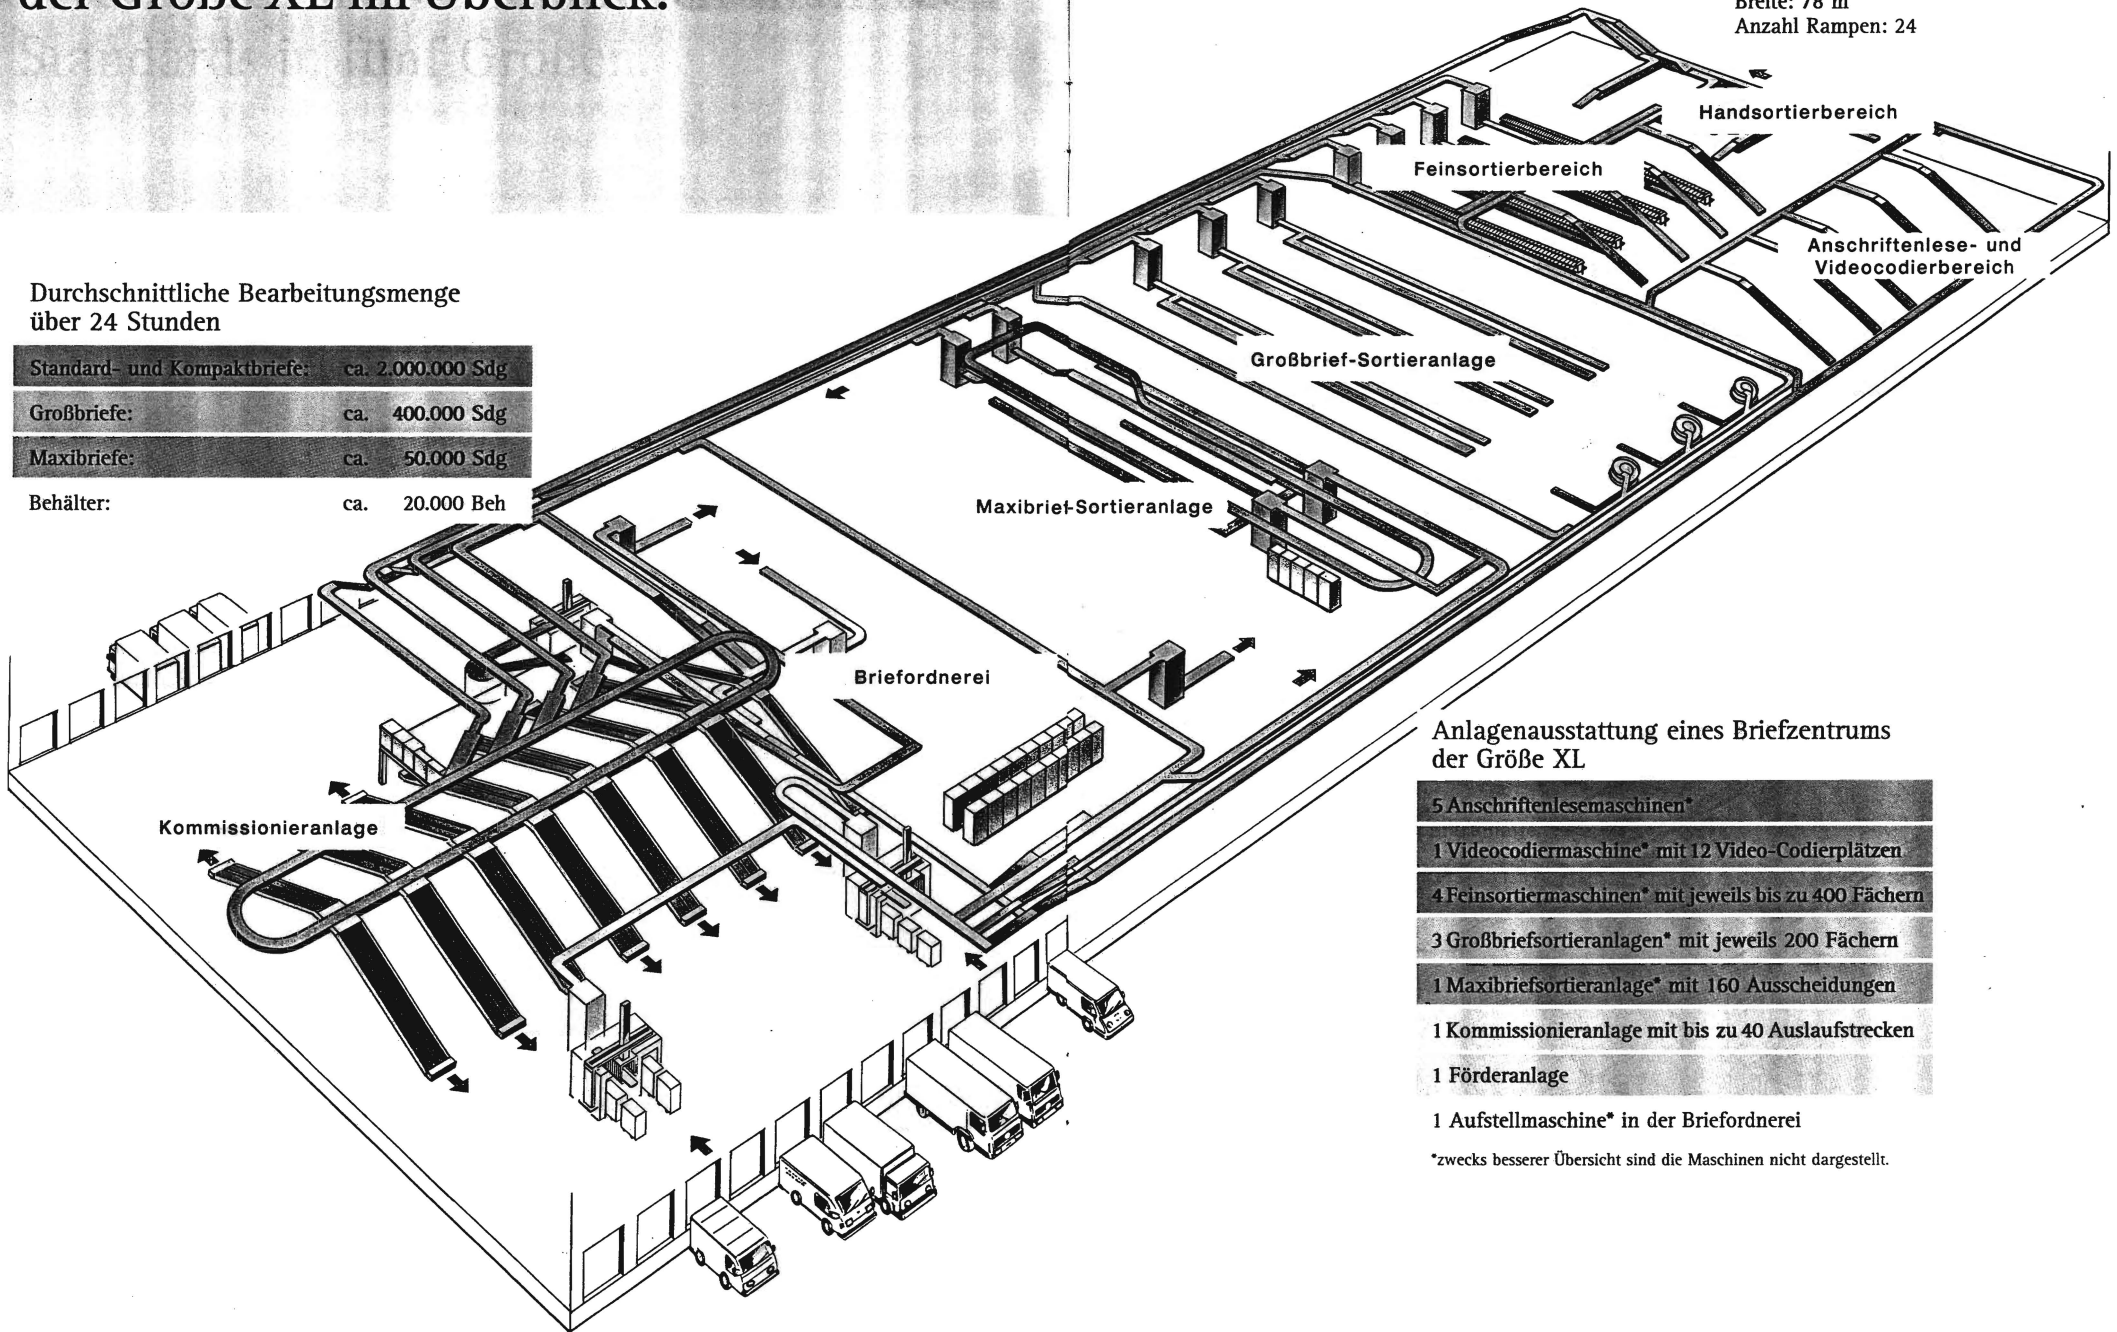 der Größe XL im Überblick.
Breite: 78 m
Anzahl Rampen: 24
Handsortierbereich
Feinsortierbereich
Anschriftenlese- und
Videocodierbereich
Durchschnittliche Bearbeitungsmenge
über 24 Stunden
Standard- und Kompaktbriefe: ca. 2.000.000 Sdg
Großbriefe: ca. 400.000 Sdg
Maxibriefe: ca. 50.000 Sdg
Behälter: ca. 20.000 Beh
Großbrief-Sortieranlage
Maxibrief-Sortieranlage
Briefordnerei
Kommissionieranlage
Anlagenausstattung eines Briefzentrums
der Größe XL
5 Anschriftenlesemaschinen*
1 Videocodiermaschine* mit 12 Video-Codierplätzen
4 Feinsortiermaschinen* mit jeweils bis zu 400 Fächern
3 Großbriefsortieranlagen* mit jeweils 200 Fächern
1 Maxibriefsortieranlage* mit 160 Ausscheidungen
1 Kommissionieranlage mit bis zu 40 Auslaufstrecken
1 Förderanlage
1 Aufstellmaschine* in der Briefordnerei
*zwecks besserer Übersicht sind die Maschinen nicht dargestellt.